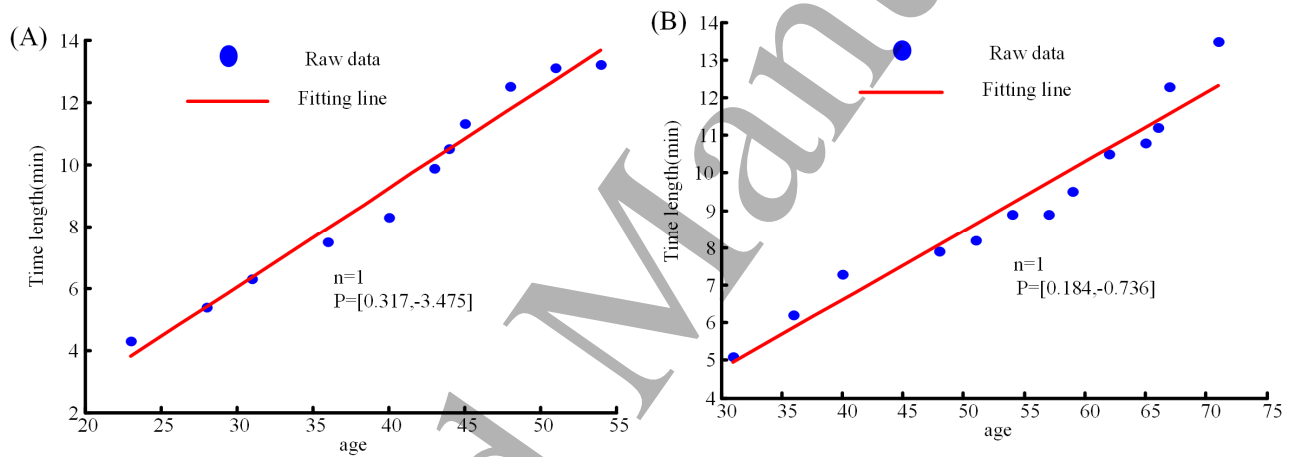 (A)
14
12
10
8
6
4
2
20
25
30
35
40
45
50
55
Time length(min)
age
Raw data
Fitting line
n=1
P=[0.317,-3.475]
(B)
14
13
12
11
10
9
8
7
6
5
4
30
35
40
45
50
55
60
65
70
75
Time length(min)
age
Raw data
Fitting line
n=1
P=[0.184,-0.736]
d Manu